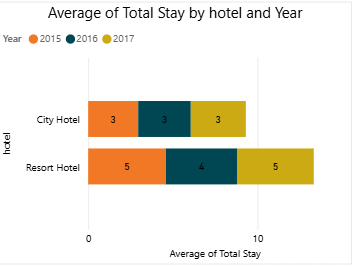 Average of Total Stay by hotel and Year
Year 2015 2016 2017
hotel
City Hotel 3 3 3
Resort Hotel 5 4 5
0 10
Average of Total Stay